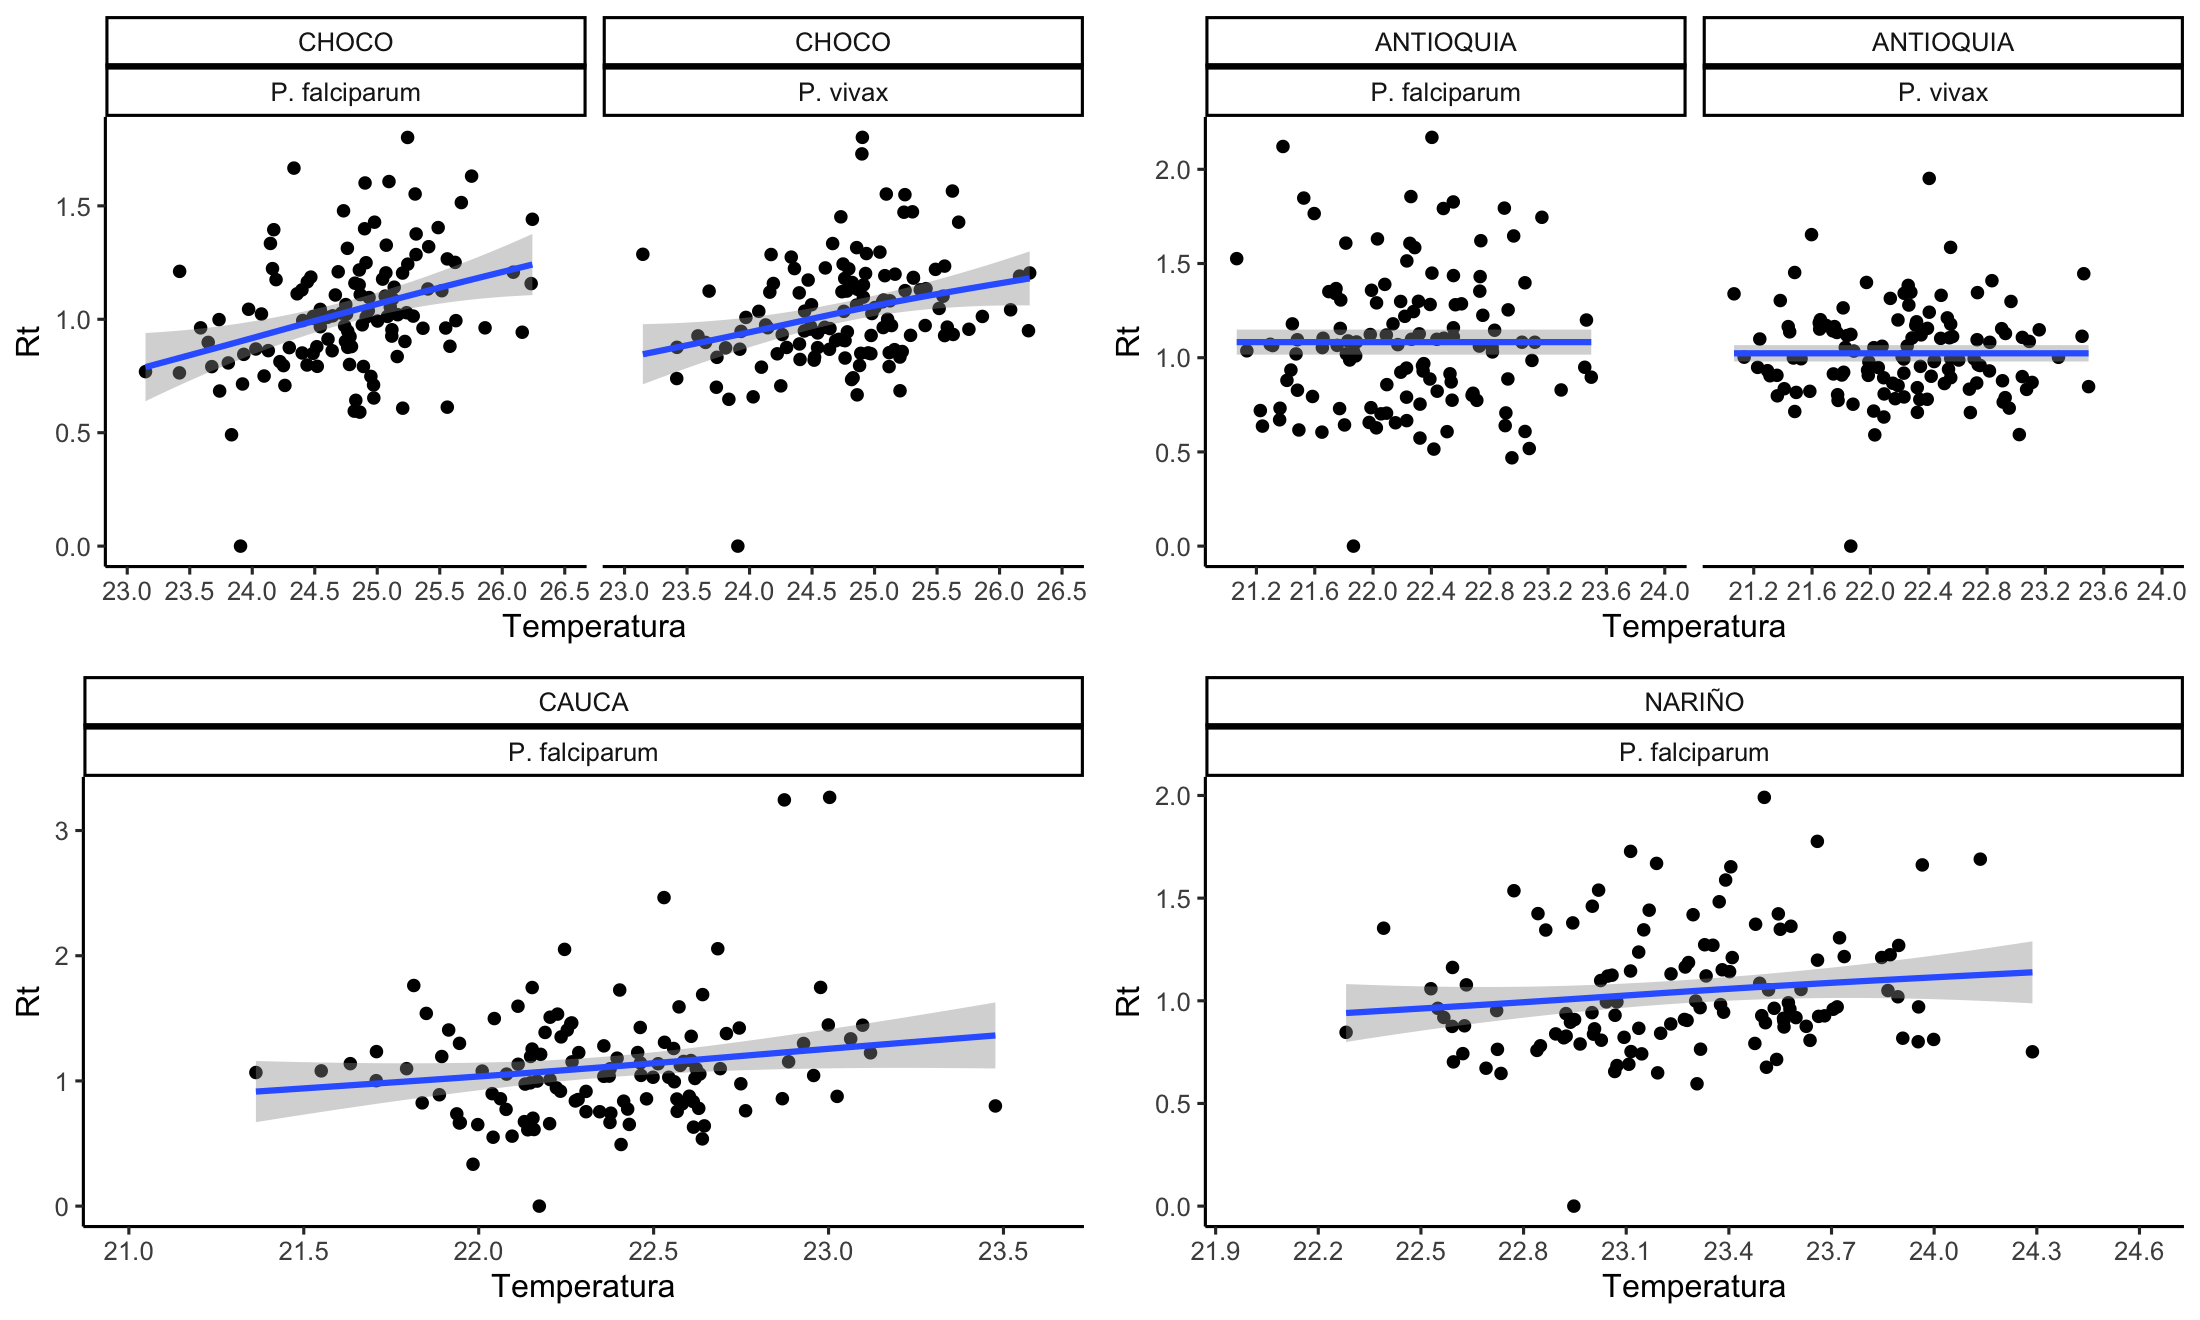 CHOCO CHOCO
P. falciparum P. vivax
Rt
1.5
1.0
0.5
0.0
23.0 23.5 24.0 24.5 25.0 25.5 26.0 26.5 23.0 23.5 24.0 24.5 25.0 25.5 26.0 26.5
Temperatura
ANTIOQUIA ANTIOQUIA
P. falciparum P. vivax
Rt
2.0
1.5
1.0
0.5
0.0
21.2 21.6 22.0 22.4 22.8 23.2 23.6 24.0 21.2 21.6 22.0 22.4 22.8 23.2 23.6 24.0
Temperatura
CAUCA
P. falciparum
Rt
3
2
1
0
21.0 21.5 22.0 22.5 23.0 23.5
Temperatura
NARIÑO
P. falciparum
Rt
2.0
1.5
1.0
0.5
0.0
21.9 22.2 22.5 22.8 23.1 23.4 23.7 24.0 24.3 24.6
Temperatura